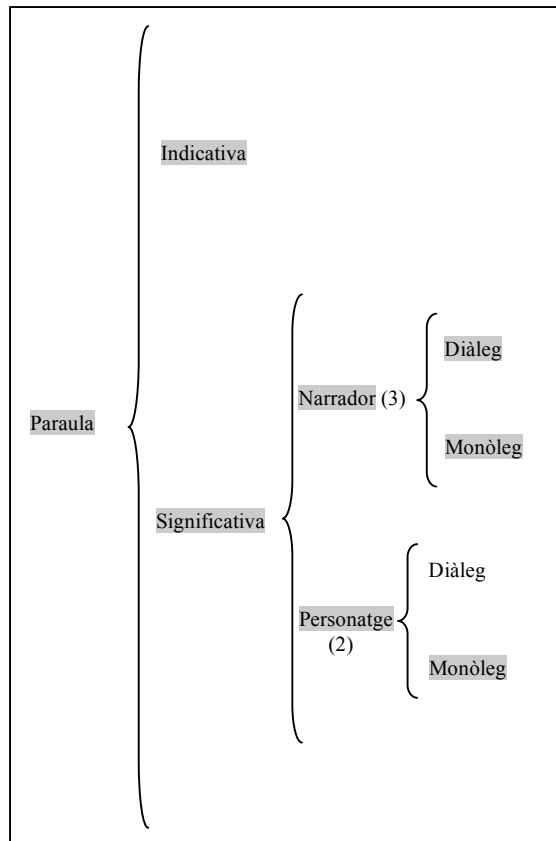 Indicativa
Paraula
Significativa
Narrador (3)
Diàleg
Monòleg
Personatge
(2)
Diàleg
Monòleg